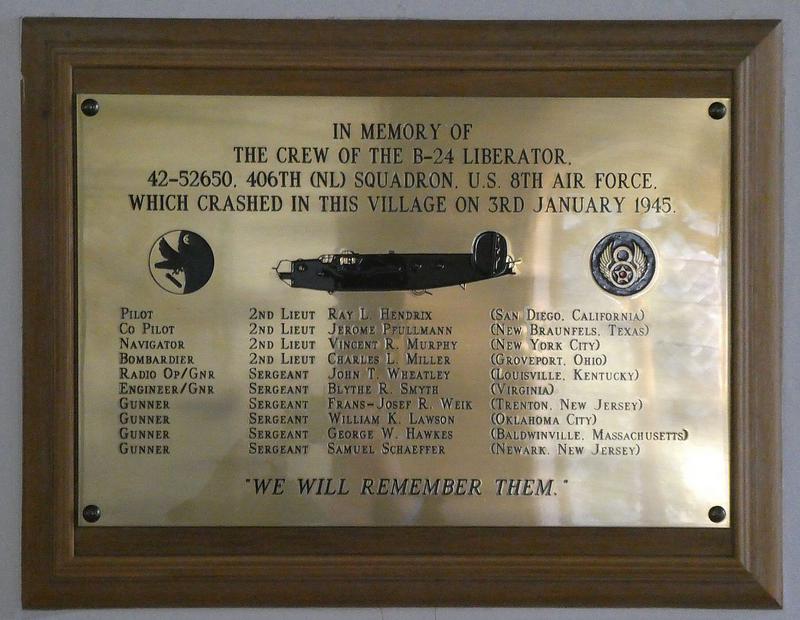 IN MEMORY OF
THE CREW OF THE B-24 LIBERATOR,
42-52650, 406TH (NL) SQUADRON, U.S. 8TH AIR FORCE,
WHICH CRASHED IN THIS VILLAGE ON 3RD JANUARY 1945.
8
PILOT 2ND LIEUT RAY L. HENDRIX (SAN DIEGO, CALIFORNIA)
CO PILOT 2ND LIEUT JEROME PFULLMANN (NEW BRAUNFELS, TEXAS)
NAVIGATOR 2ND LIEUT VINCENT R. MURPHY (NEW YORK CITY)
BOMBARDIER 2ND LIEUT CHARLES L. MILLER (GROVEPORT, OHIO)
RADIO OP/GNR SERGEANT JOHN T. WHEATLEY (LOUISVILLE, KENTUCKY)
ENGINEER/GNR SERGEANT BLYTHE R. SMYTH (VIRGINIA)
GUNNER SERGEANT FRANS-JOSEF R. WEIK (TRENTON, NEW JERSEY)
GUNNER SERGEANT WILLIAM K. LAWSON (OKLAHOMA CITY)
GUNNER SERGEANT GEORGE W. HAWKES (BALDWINVILLE, MASSACHUSETTS)
GUNNER SERGEANT SAMUEL SCHAEFFER (NEWARK, NEW JERSEY)
"WE WILL REMEMBER THEM."